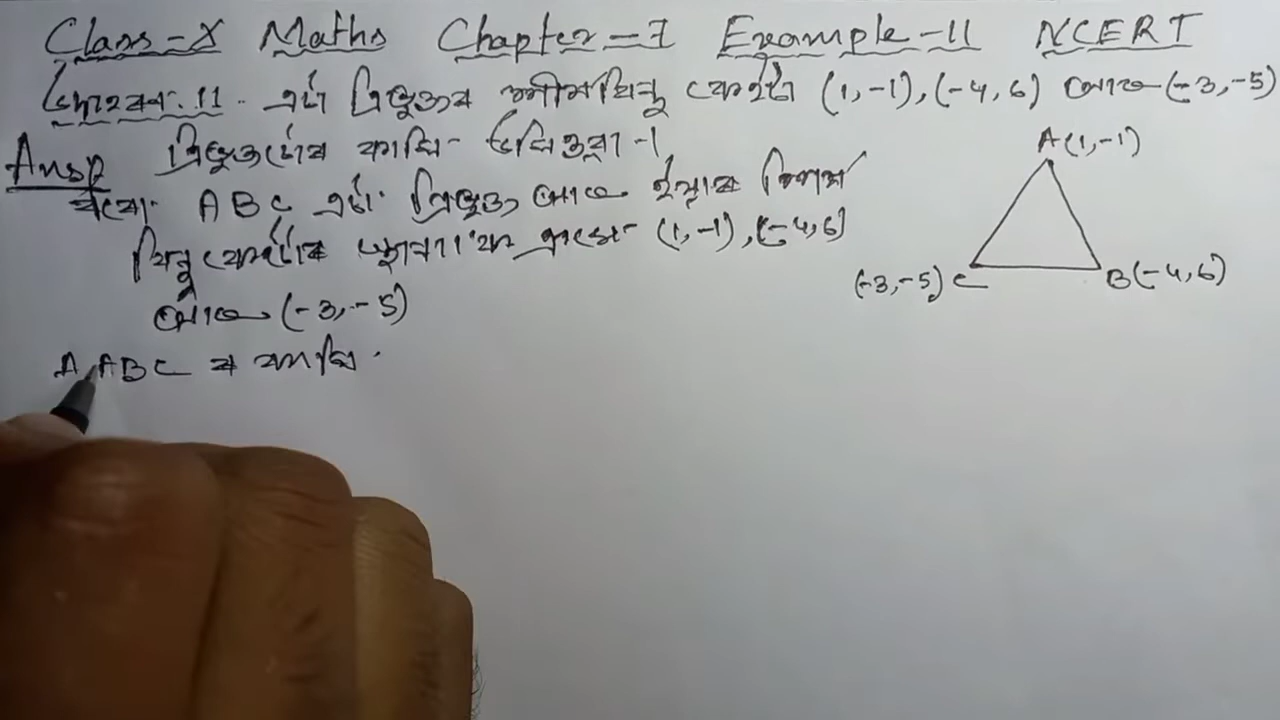 Class-X Maths Chapter-7 Example-11 NCERT
উদাহৰণ. 11. এটা ত্ৰিভুজৰ শীৰ্ষবিন্দু কেইটা (1,-1), (-4,6) আৰু (-3,-5)
ত্ৰিভুজটোৰ কালি উলিওৱা।
Ans
ধৰো ABC এটা ত্ৰিভুজ আৰু ইয়াৰ
বিন্দু কেইটাৰ স্থানাংক ক্ৰমে (1,-1), (-4,6)
আৰু (-3,-5)
ABC ৰ কালি
A(1,-1)
(-3,-5) C
B(-4,6)